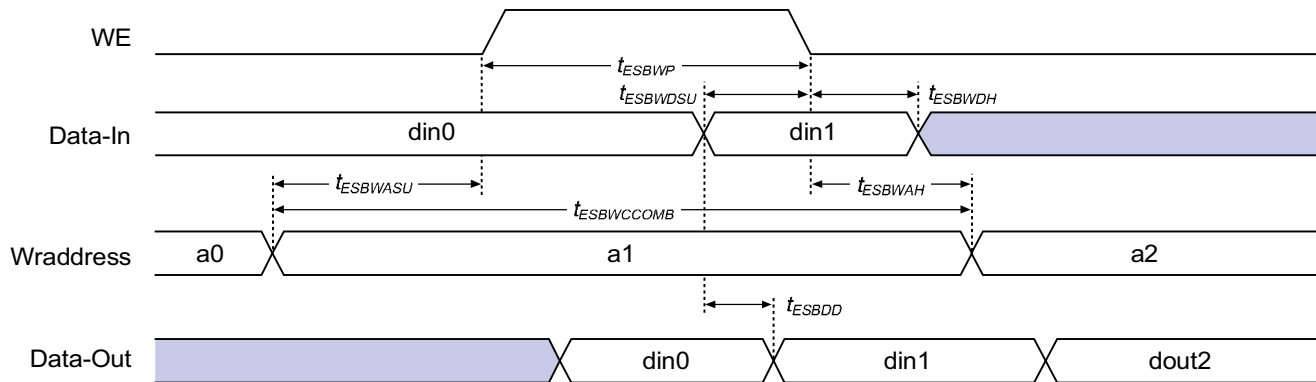 WE
tESBWP
tESBWDSU
tESBWDH
Data-In
din0
din1
tESBWASU
tESBWAH
tESBWCCOMB
Wraddress
a0
a1
a2
tESBDD
Data-Out
din0
din1
dout2